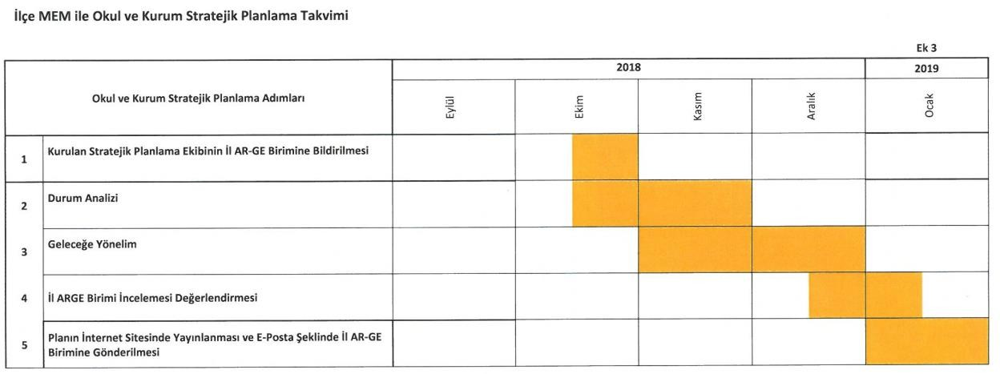 İlçe MEM ile Okul ve Kurum Stratejik Planlama Takvimi
Ek 3
Okul ve Kurum Stratejik Planlama Adımları
2018
2019
Eylül
Ekim
Kasım
Aralık
Ocak
1
Kurulan Stratejik Planlama Ekibinin İl AR-GE Birimine Bildirilmesi
2
Durum Analizi
3
Geleceğe Yönelim
4
İl ARGE Birimi İncelemesi Değerlendirmesi
5
Planın İnternet Sitesinde Yayınlanması ve E-Posta Şeklinde İl AR-GE
Birimine Gönderilmesi